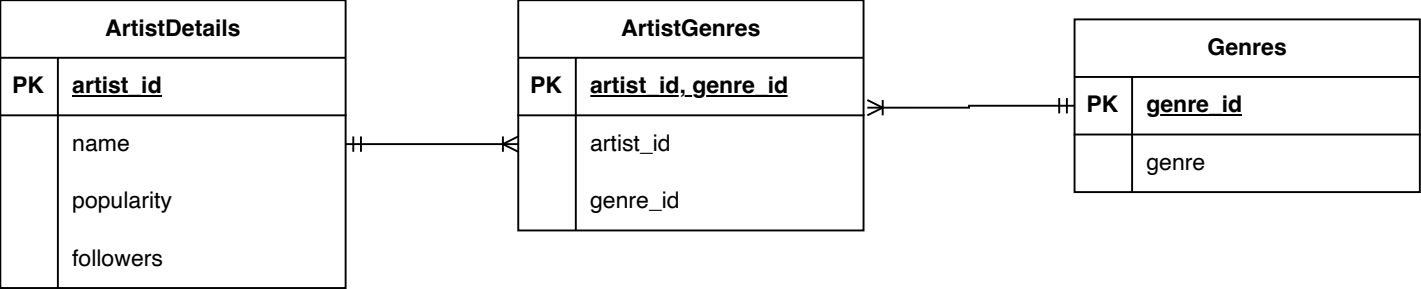 ArtistDetails
PK artist_id
name
popularity
followers
ArtistGenres
PK artist_id, genre_id
artist_id
genre_id
Genres
PK genre_id
genre